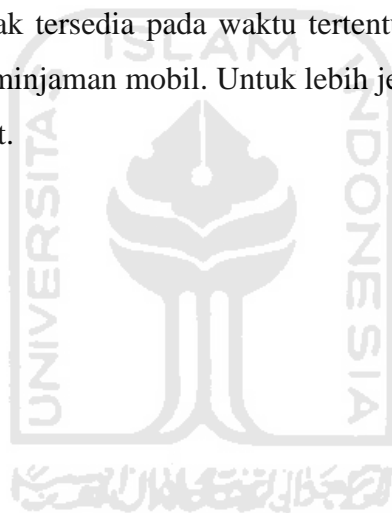 ak tersedia pada waktu tertent
minjaman mobil. Untuk lebih je
t.
ISLAM
UNIVERSITAS
INDONESIA